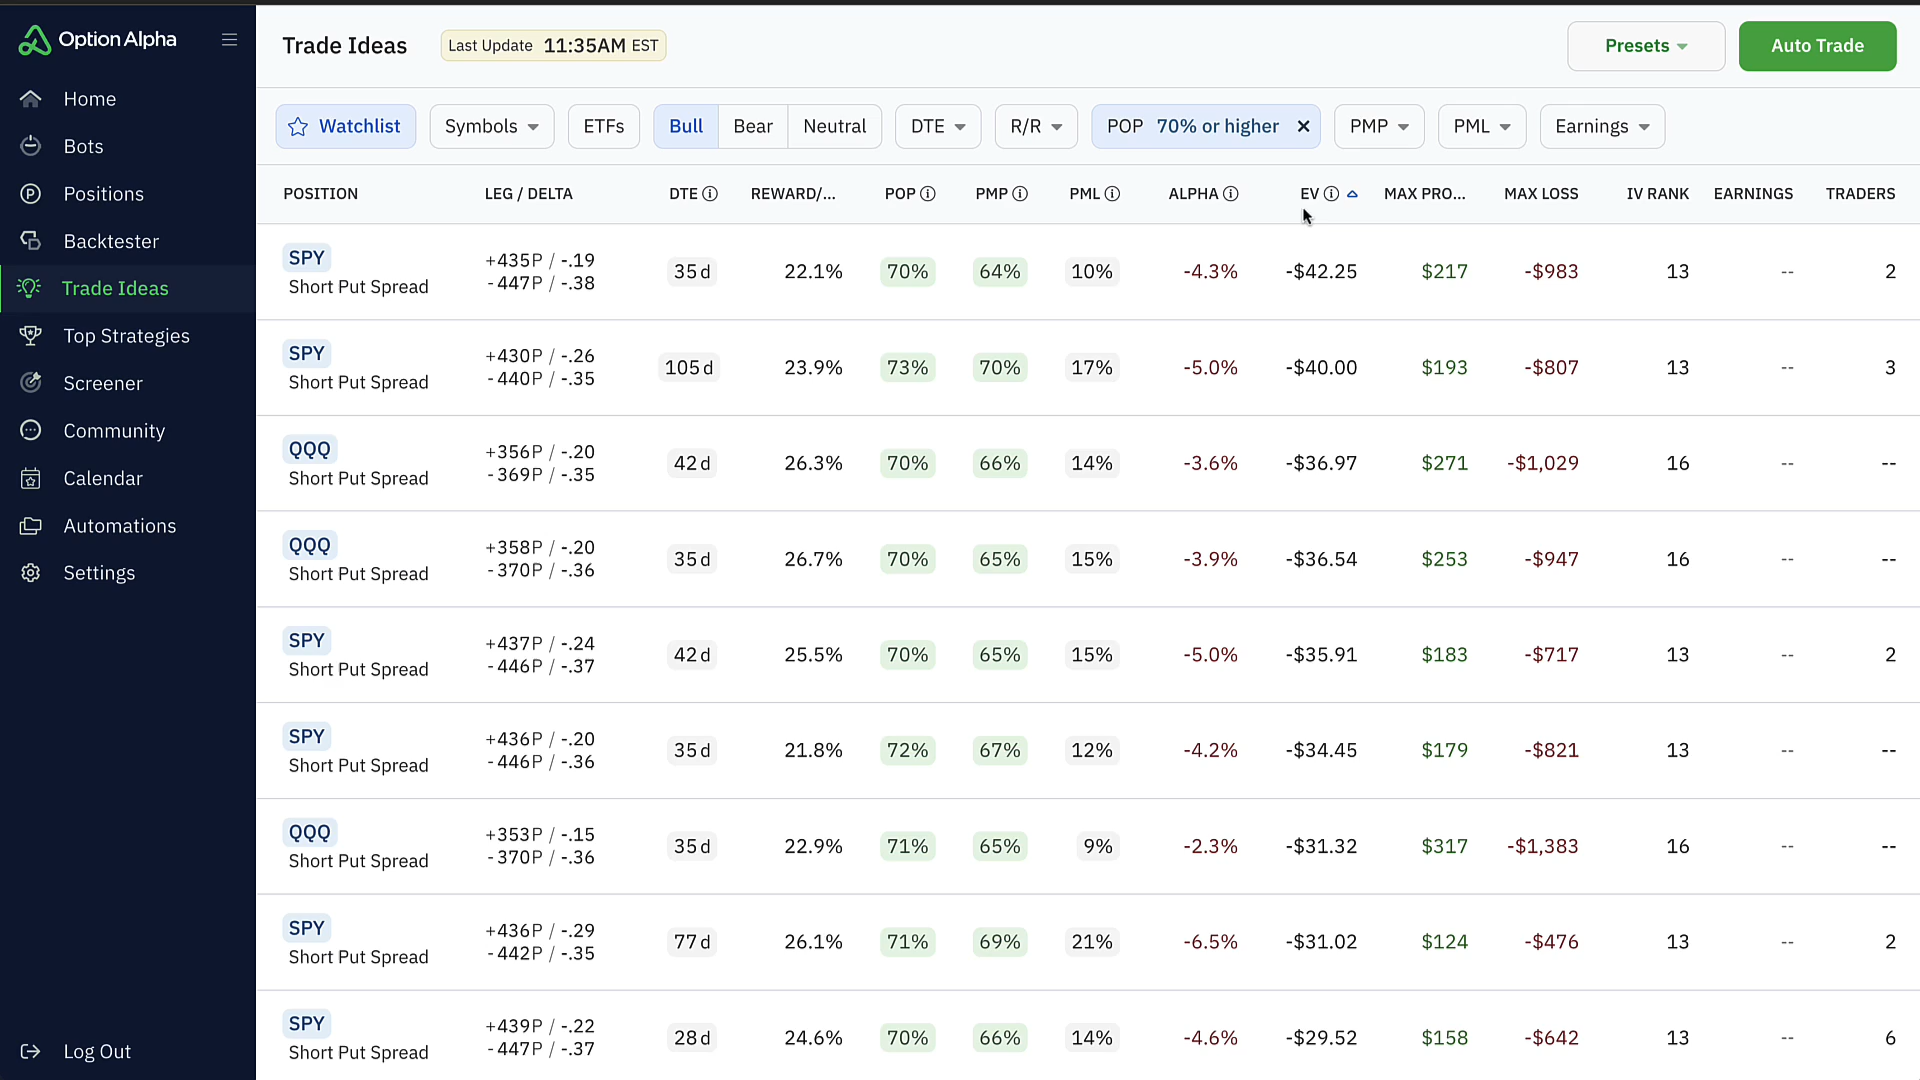 Option Alpha
Home
Bots
Positions
Backtester
Trade Ideas
Top Strategies
Screener
Community
Calendar
Automations
Settings
Log Out
Trade Ideas
Last Update 11:35AM EST
Presets
Auto Trade
Watchlist
Symbols
ETFs
Bull
Bear
Neutral
DTE
R/R
POP 70% or higher ×
PMP
PML
Earnings
POSITION LEG / DELTA DTE REWARD/... POP PMP PML ALPHA EV MAX PRO... MAX LOSS IV RANK EARNINGS TRADERS
SPY
Short Put Spread
+435P / -.19
-447P / -.38
35 d 22.1% 70% 64% 10% -4.3% -$42.25 $217 -$983 13 -- 2
SPY
Short Put Spread
+430P / -.26
-440P / -.35
105 d 23.9% 73% 70% 17% -5.0% -$40.00 $193 -$807 13 -- 3
QQQ
Short Put Spread
+356P / -.20
-369P / -.35
42 d 26.3% 70% 66% 14% -3.6% -$36.97 $271 -$1,029 16 -- --
QQQ
Short Put Spread
+358P / -.20
-370P / -.36
35 d 26.7% 70% 65% 15% -3.9% -$36.54 $253 -$947 16 -- --
SPY
Short Put Spread
+437P / -.24
-446P / -.37
42 d 25.5% 70% 65% 15% -5.0% -$35.91 $183 -$717 13 -- 2
SPY
Short Put Spread
+436P / -.20
-446P / -.36
35 d 21.8% 72% 67% 12% -4.2% -$34.45 $179 -$821 13 -- --
QQQ
Short Put Spread
+353P / -.15
-370P / -.36
35 d 22.9% 71% 65% 9% -2.3% -$31.32 $317 -$1,383 16 -- --
SPY
Short Put Spread
+436P / -.29
-442P / -.35
77 d 26.1% 71% 69% 21% -6.5% -$31.02 $124 -$476 13 -- 2
SPY
Short Put Spread
+439P / -.22
-447P / -.37
28 d 24.6% 70% 66% 14% -4.6% -$29.52 $158 -$642 13 -- 6